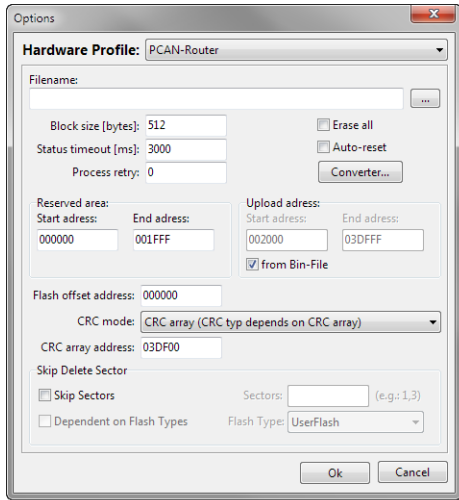 Options
Hardware Profile: PCAN-Router
Filename:
...
Block size [bytes]: 512
Erase all
Status timeout [ms]: 3000
Auto-reset
Process retry: 0
Converter...
Reserved area:
Start adress: End adress:
000000 001FFF
Upload adress:
Start adress: End adress:
002000 03DFFF
from Bin-File
Flash offset address: 000000
CRC mode: CRC array (CRC typ depends on CRC array)
CRC array address: 03DF00
Skip Delete Sector
Skip Sectors Sectors: (e.g.: 1,3)
Dependent on Flash Types Flash Type: UserFlash
Ok Cancel